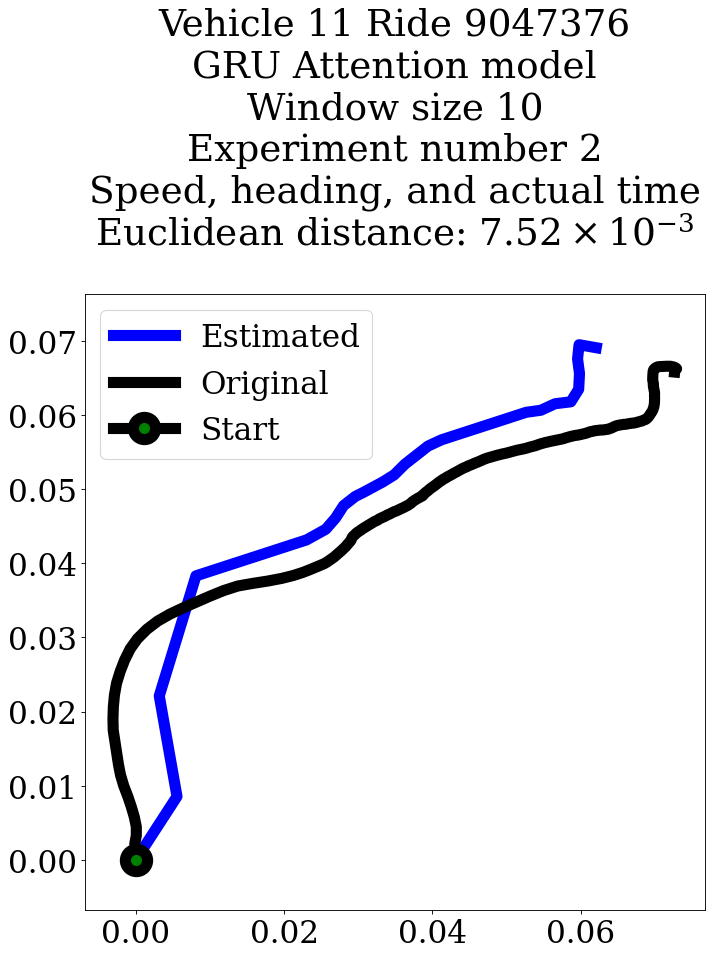 Vehicle 11 Ride 9047376
GRU Attention model
Window size 10
Experiment number 2
Speed, heading, and actual time
Euclidean distance: 7.52 × 10⁻³
Estimated
Original
Start
0.07
0.06
0.05
0.04
0.03
0.02
0.01
0.00
0.00 0.02 0.04 0.06